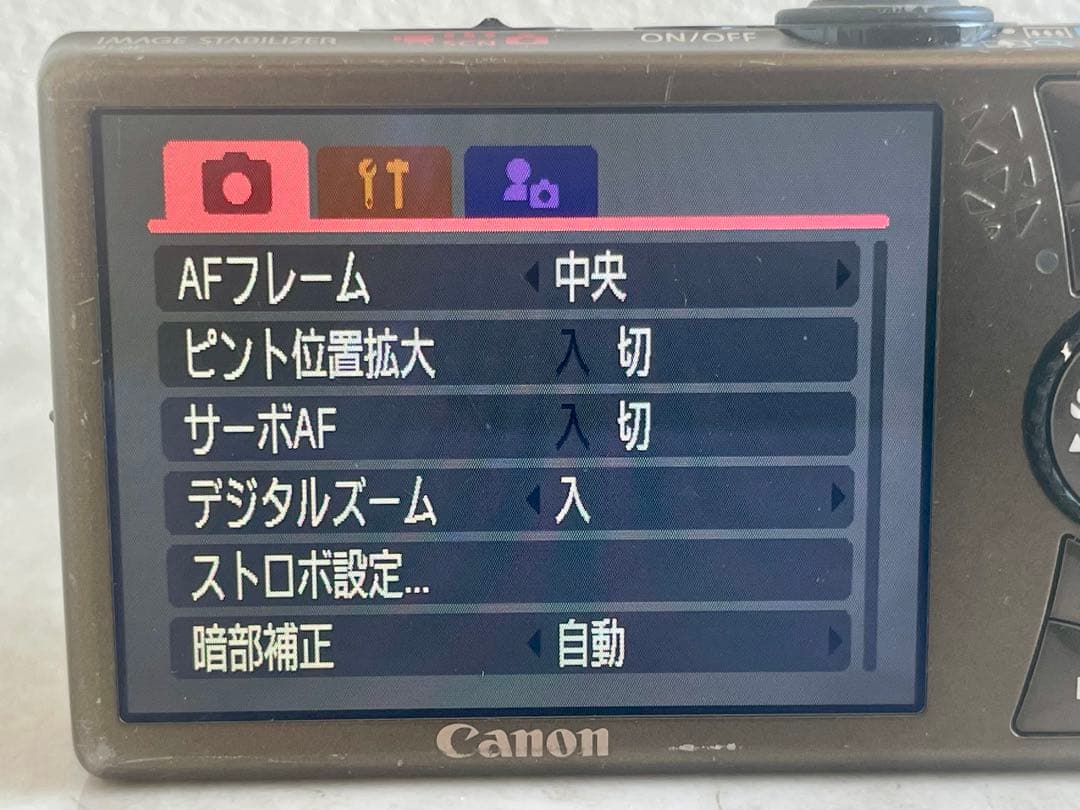 IMAGE STABILIZER
SCN
ON/OFF
AFフレーム 中央
ピント位置拡大 入 切
サーボAF 入 切
デジタルズーム 入
ストロボ設定...
暗部補正 自動
Canon